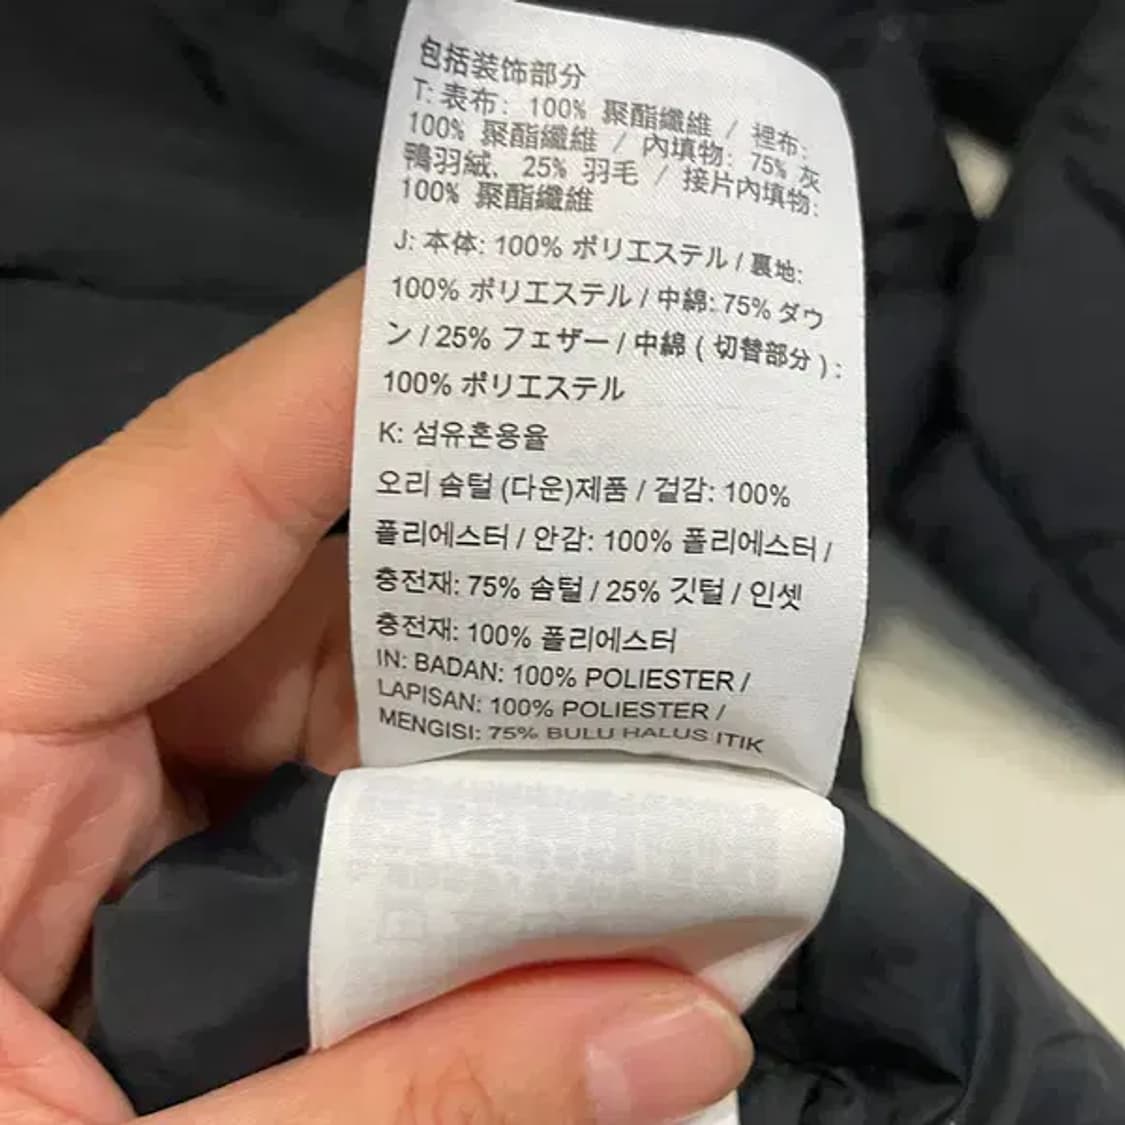 包括装饰部分
T: 表布: 100% 聚酯纖維 / 裡布:
100% 聚酯纖維 / 內填物: 75% 灰
鴨羽絨、25% 羽毛 / 接片內填物:
100% 聚酯纖維
J: 本体: 100% ポリエステル / 裏地:
100% ポリエステル / 中綿: 75% ダウ
ン / 25% フェザー / 中綿 ( 切替部分 ) :
100% ポリエステル
K: 섬유혼용율
오리 솜털 (다운)제품 / 겉감: 100%
폴리에스터 / 안감: 100% 폴리에스터 /
충전재: 75% 솜털 / 25% 깃털 / 인셋
충전재: 100% 폴리에스터
IN: BADAN: 100% POLIESTER /
LAPISAN: 100% POLIESTER /
MENGISI: 75% BULU HALUS ITIK